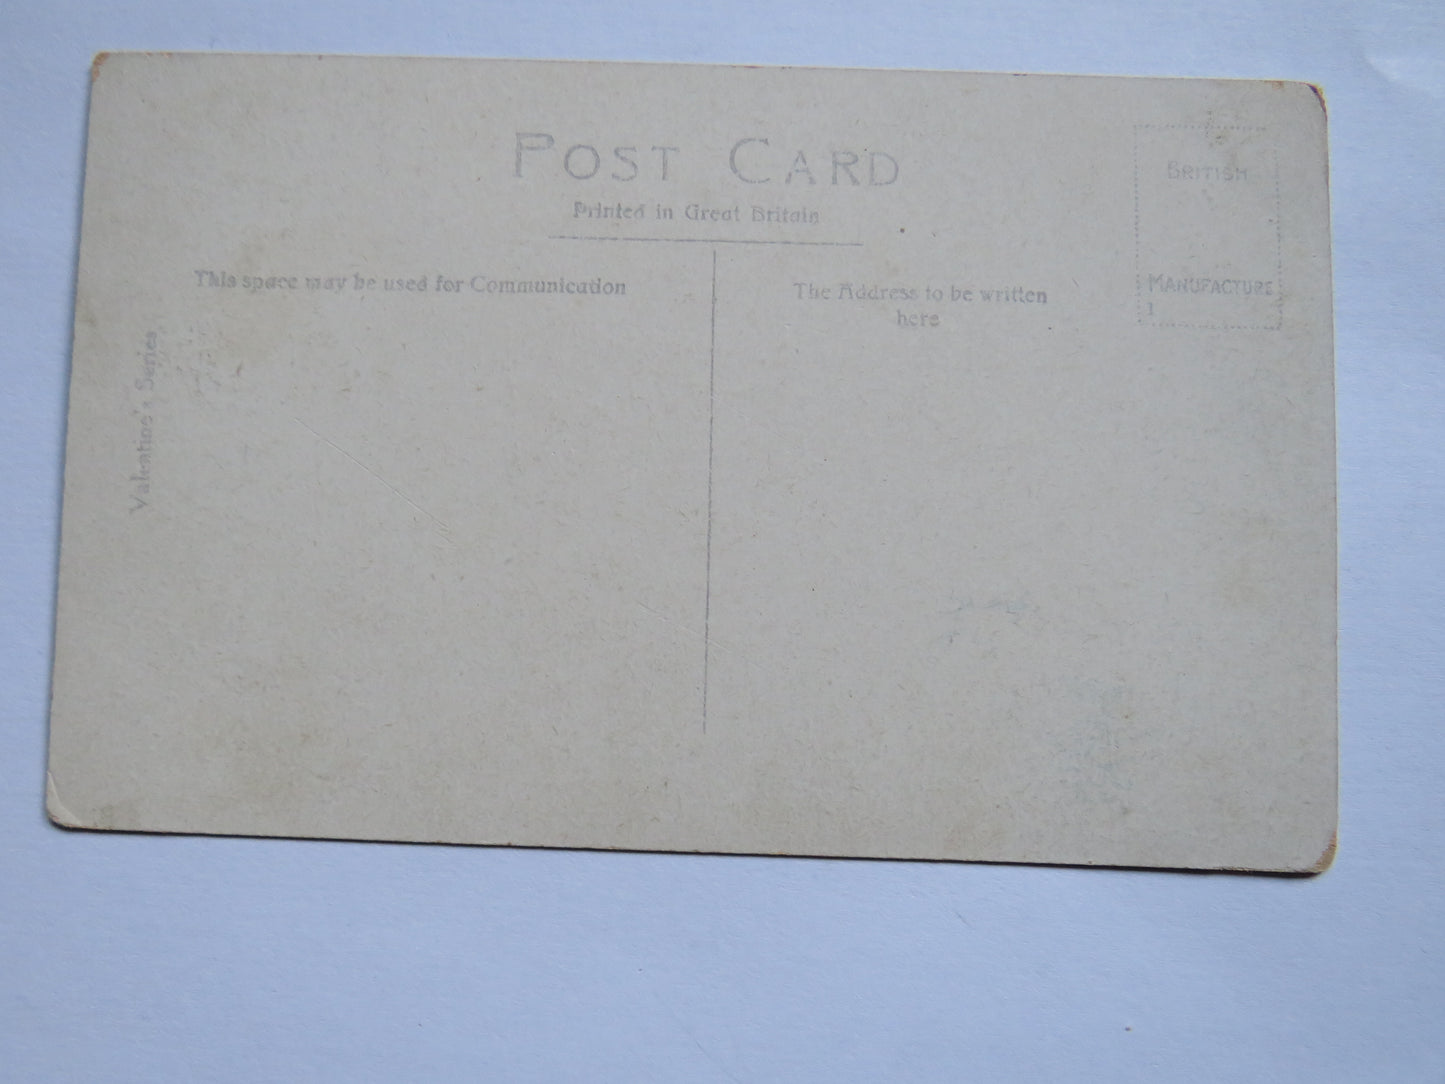 POST CARD
Printed in Great Britain
BRITISH
MANUFACTURE
1
This space may be used for Communication
The Address to be written
here
Valentine's Series